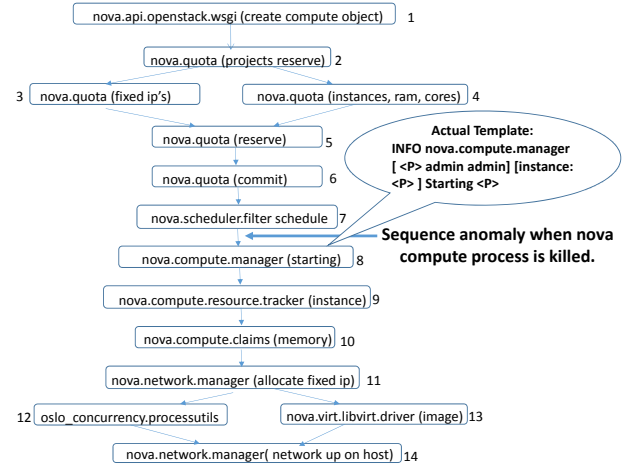 nova.api.openstack.wsgi (create compute object) 1
nova.quota (projects reserve) 2
3 nova.quota (fixed ip's)
nova.quota (instances, ram, cores) 4
nova.quota (reserve) 5
nova.quota (commit) 6
nova.scheduler.filter schedule 7
Actual Template:
INFO nova.compute.manager
[ <P> admin admin] [instance:
<P> ] Starting <P>
Sequence anomaly when nova
compute process is killed.
nova.compute.manager (starting) 8
nova.compute.resource.tracker (instance) 9
nova.compute.claims (memory) 10
nova.network.manager (allocate fixed ip) 11
12 oslo_concurrency.processutils
nova.virt.libvirt.driver (image) 13
nova.network.manager( network up on host) 14